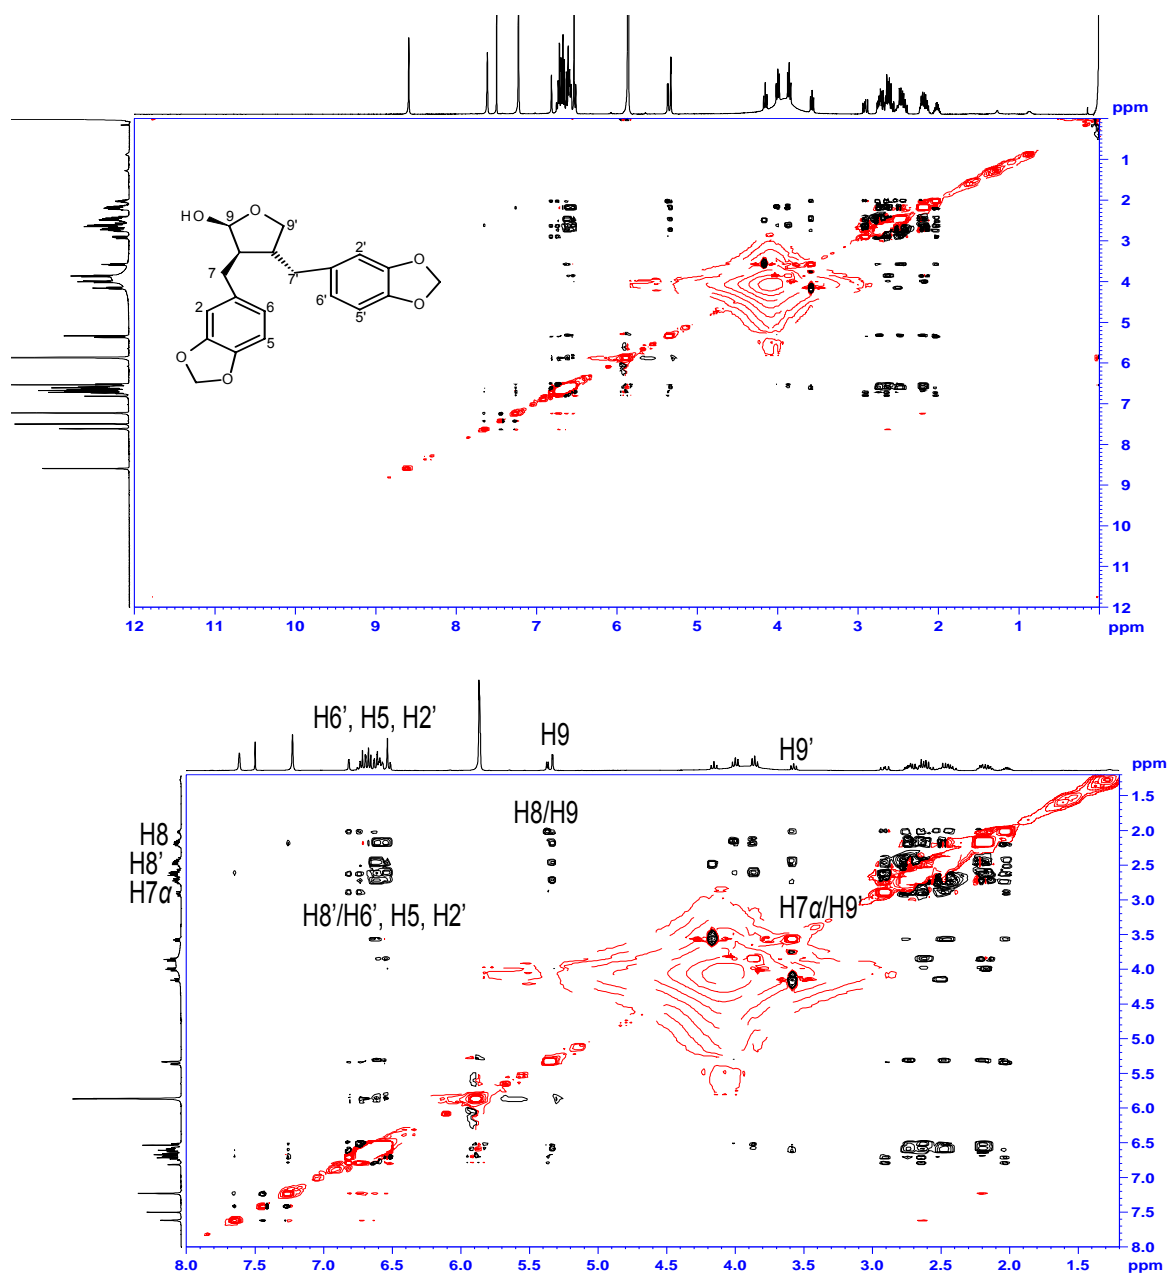 ppm
1
2
3
4
5
6
7
8
9
10
11
12
12 11 10 9 8 7 6 5 4 3 2 1 ppm
HO 9 O 9'
7 7' 2' O
2 6 6' 5' O
5
O
O
H6', H5, H2' H9 H9'
ppm
H8/H9
H8
H8'
H7α
H8'/H6', H5, H2' H7α/H9'
1.5
2.0
2.5
3.0
3.5
4.0
4.5
5.0
5.5
6.0
6.5
7.0
7.5
8.0
8.0 7.5 7.0 6.5 6.0 5.5 5.0 4.5 4.0 3.5 3.0 2.5 2.0 1.5 ppm